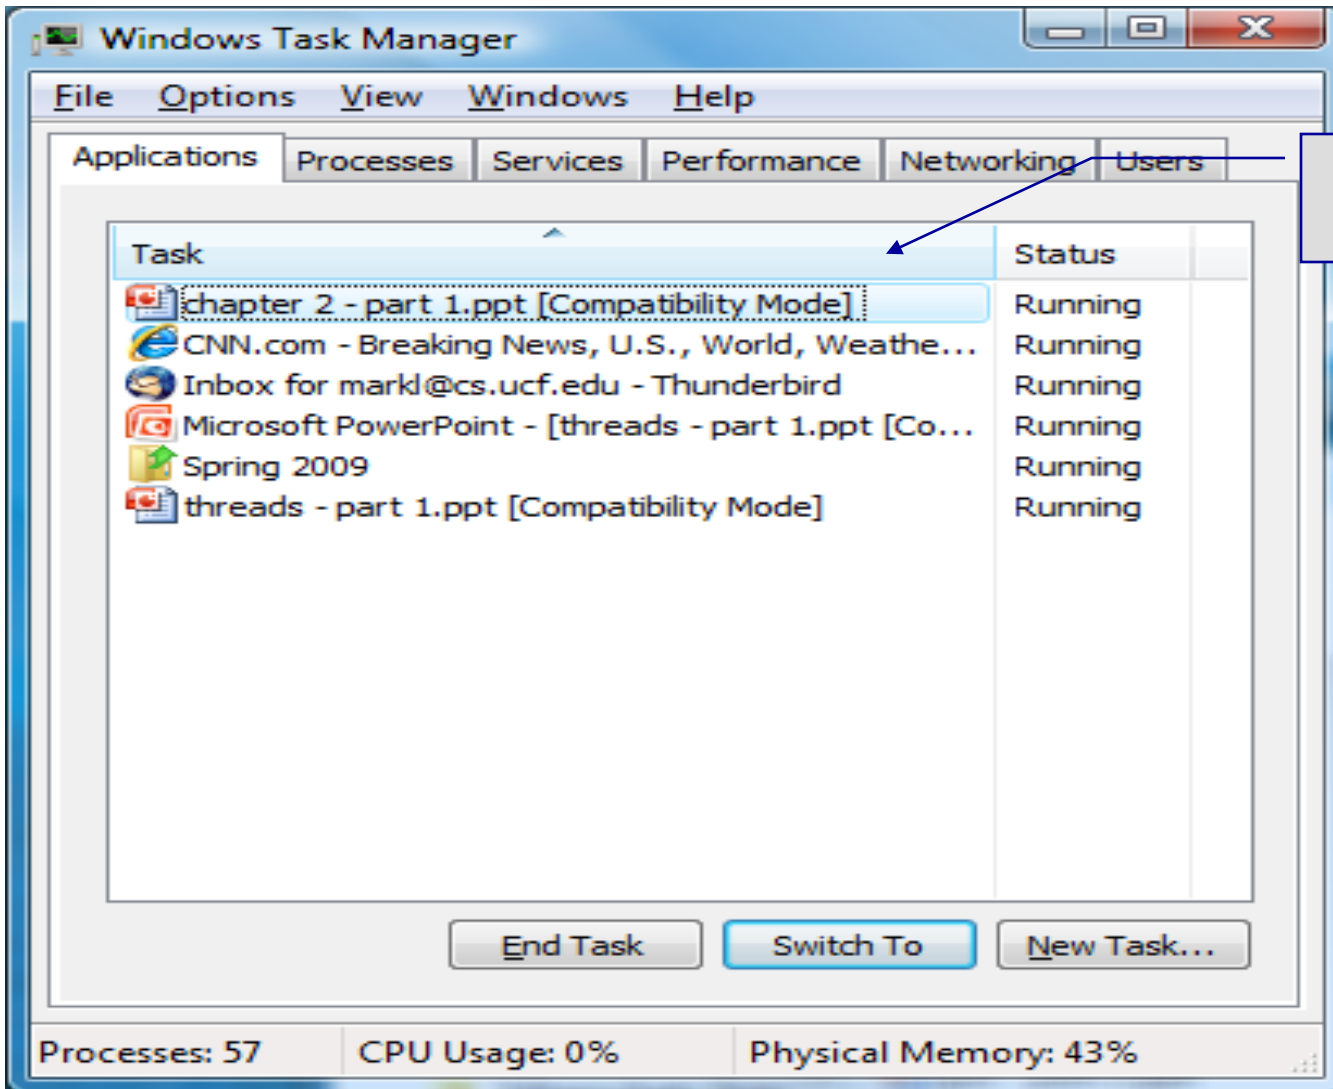 Windows Task Manager
File Options View Windows Help
Applications Processes Services Performance Networking Users
Task Status
chapter 2 - part 1.ppt [Compatibility Mode] Running
CNN.com - Breaking News, U.S., World, Weathe... Running
Inbox for markl@cs.ucf.edu - Thunderbird Running
Microsoft PowerPoint - [threads - part 1.ppt [Co... Running
Spring 2009 Running
threads - part 1.ppt [Compatibility Mode] Running
End Task Switch To New Task...
Processes: 57 CPU Usage: 0% Physical Memory: 43%